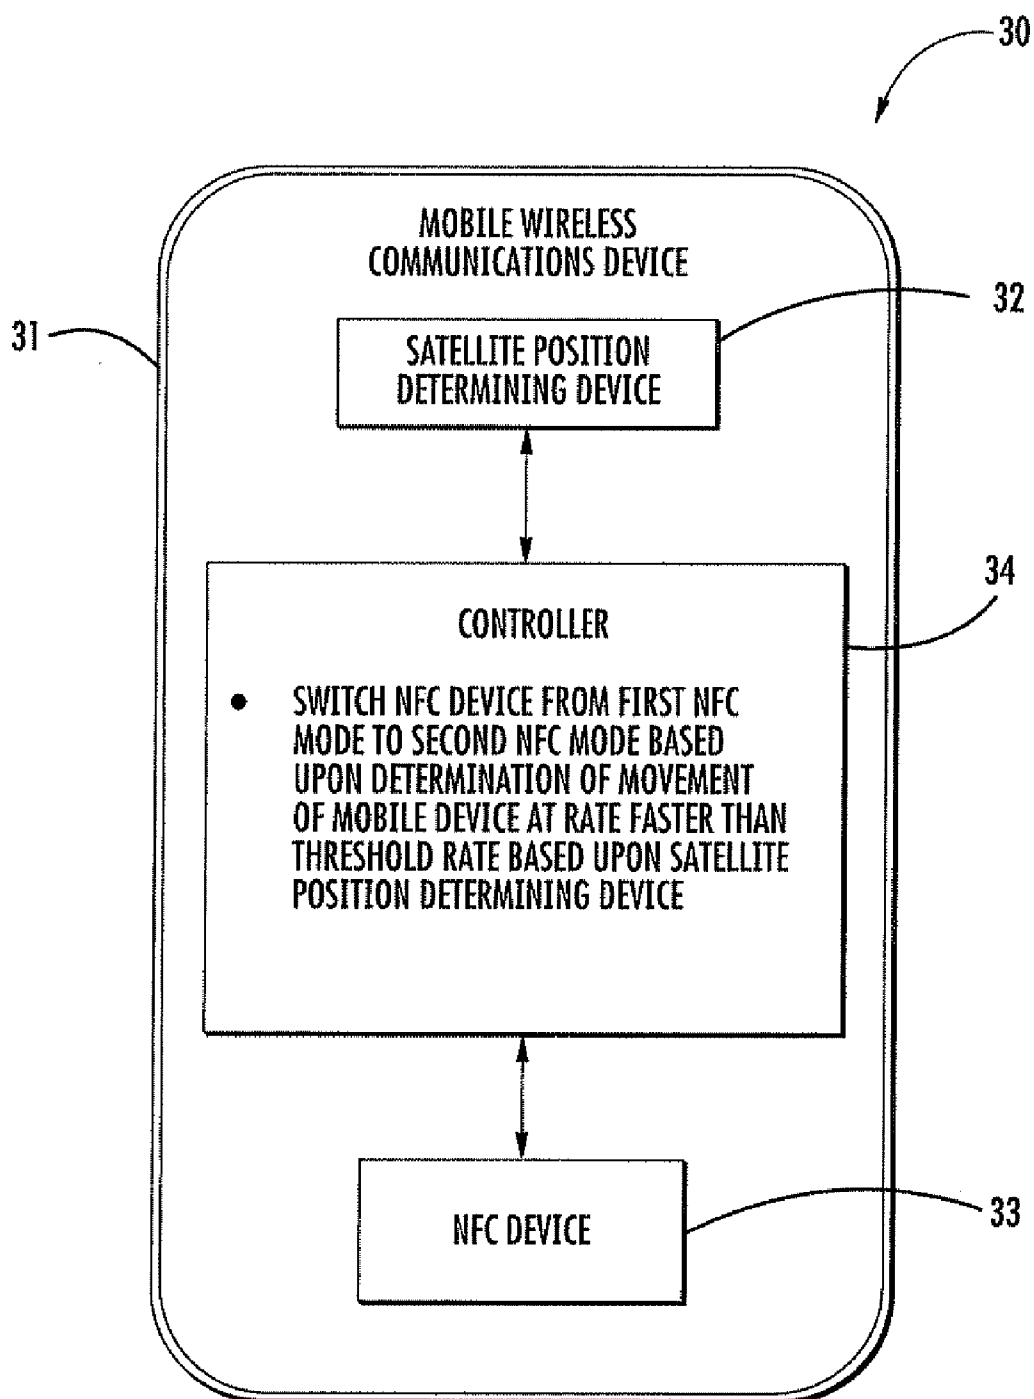 30
MOBILE WIRELESS
COMMUNICATIONS DEVICE
31
32
SATELLITE POSITION
DETERMINING DEVICE
34
CONTROLLER
• SWITCH NFC DEVICE FROM FIRST NFC
MODE TO SECOND NFC MODE BASED
UPON DETERMINATION OF MOVEMENT
OF MOBILE DEVICE AT RATE FASTER THAN
THRESHOLD RATE BASED UPON SATELLITE
POSITION DETERMINING DEVICE
33
NFC DEVICE